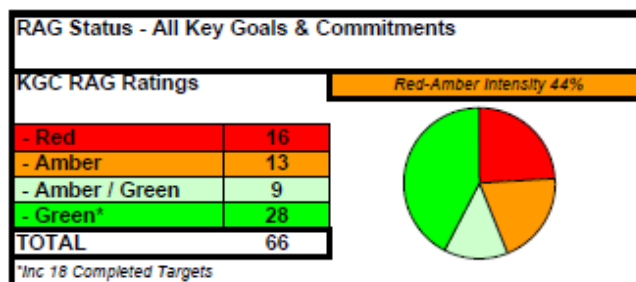 RAG Status - All Key Goals & Commitments
KGC RAG Ratings
Red-Amber Intensity 44%
- Red 16
- Amber 13
- Amber / Green 9
- Green* 28
TOTAL 66
*Inc 18 Completed Targets